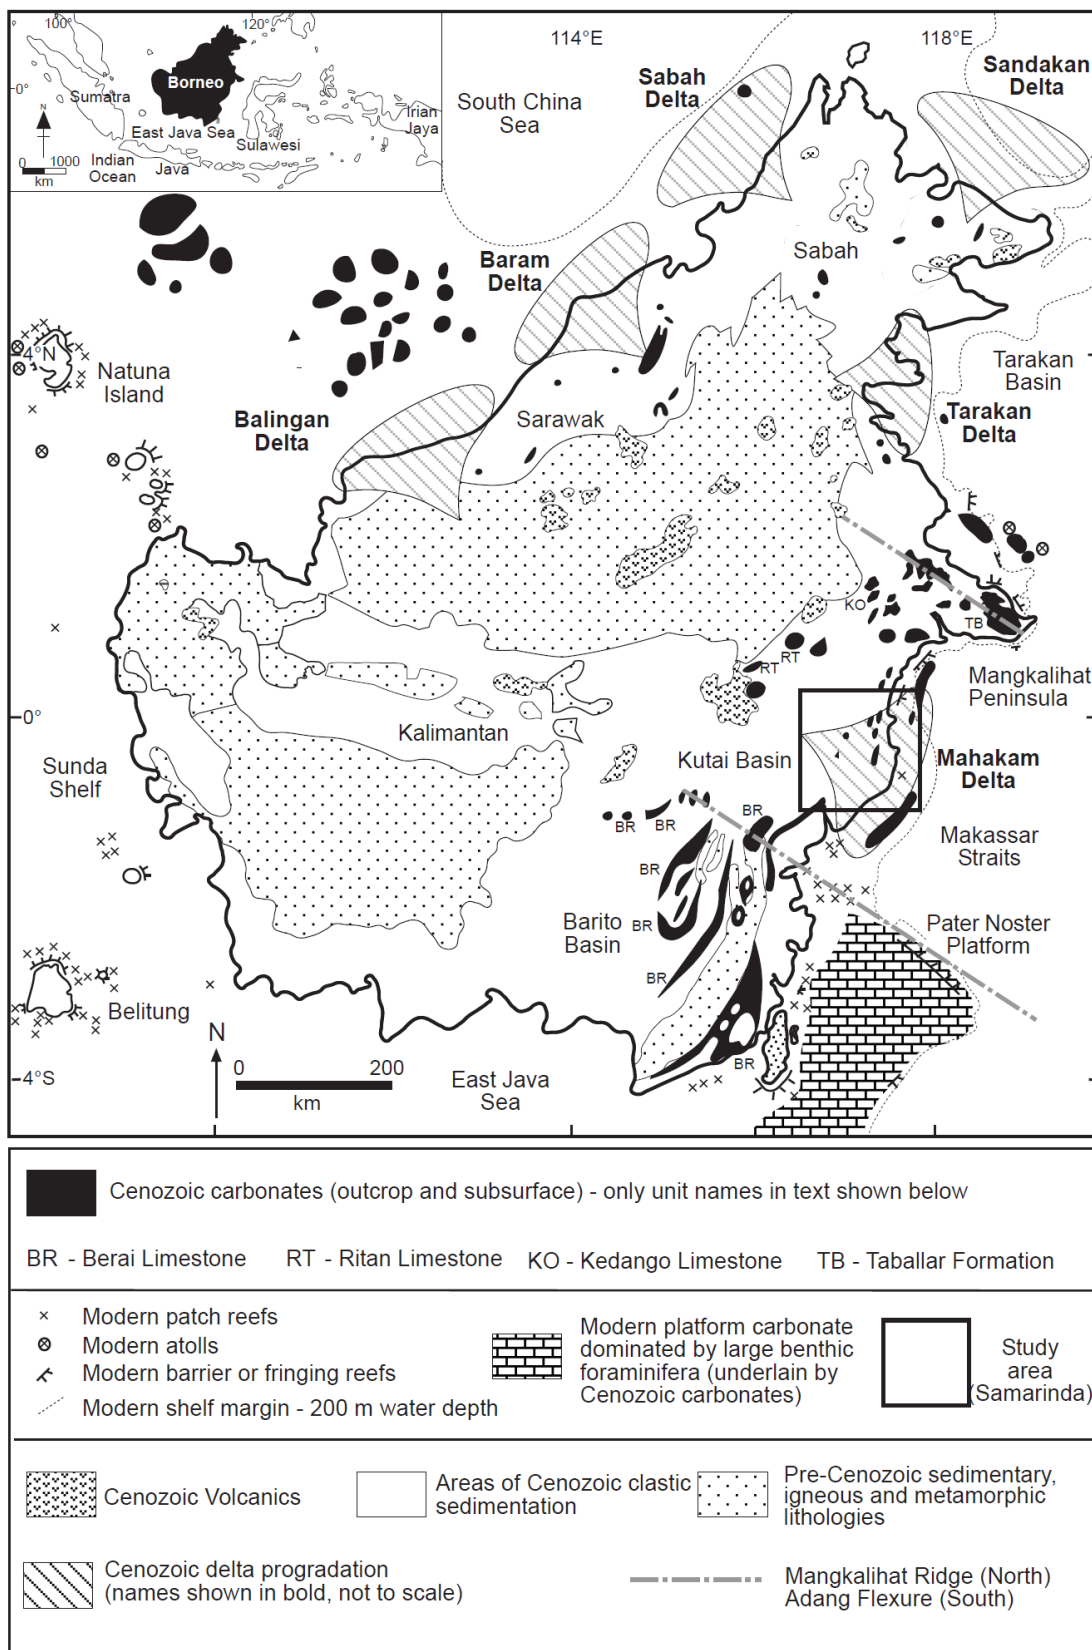 100°
120°
0°
Borneo
Sumatra
East Java Sea
Irian
Jaya
Sulawesi
N
0 1000
km
Indian
Ocean
Java
114°E
118°E
Sabah
Delta
Sandakan
Delta
South China
Sea
Baram
Delta
Sabah
4°N
Natuna
Island
Tarakan
Basin
Balingan
Delta
Sarawak
Tarakan
Delta
KO
TB
RT
RT
Mangkalihat
Peninsula
0°
Kalimantan
Sunda
Shelf
Kutai Basin
Mahakam
Delta
BR
BR
BR
Makassar
Straits
BR
Barito
Basin
BR
Pater Noster
Platform
BR
Belitung
N
BR
4°S
0 200
km
East Java
Sea
Cenozoic carbonates (outcrop and subsurface) - only unit names in text shown below
BR - Berai Limestone RT - Ritan Limestone KO - Kedango Limestone TB - Taballar Formation
Modern patch reefs
Modern atolls
Modern barrier or fringing reefs
Modern shelf margin - 200 m water depth
Modern platform carbonate
dominated by large benthic
foraminifera (underlain by
Cenozoic carbonates)
Study
area
(Samarinda)
Cenozoic Volcanics
Areas of Cenozoic clastic
sedimentation
Pre-Cenozoic sedimentary,
igneous and metamorphic
lithologies
Cenozoic delta progradation
(names shown in bold, not to scale)
Mangkalihat Ridge (North)
Adang Flexure (South)